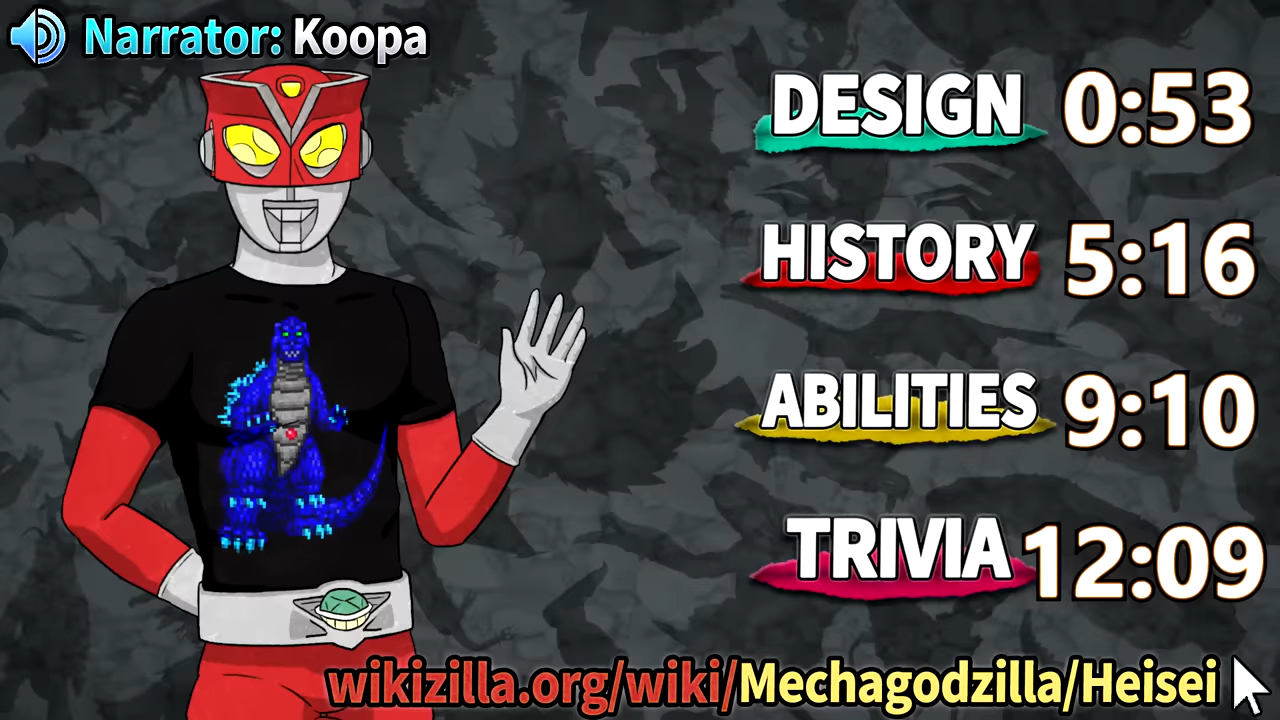 Narrator: Koopa
DESIGN 0:53
HISTORY 5:16
ABILITIES 9:10
TRIVIA 12:09
wikizilla.org/wiki/Mechagodzilla/Heisei